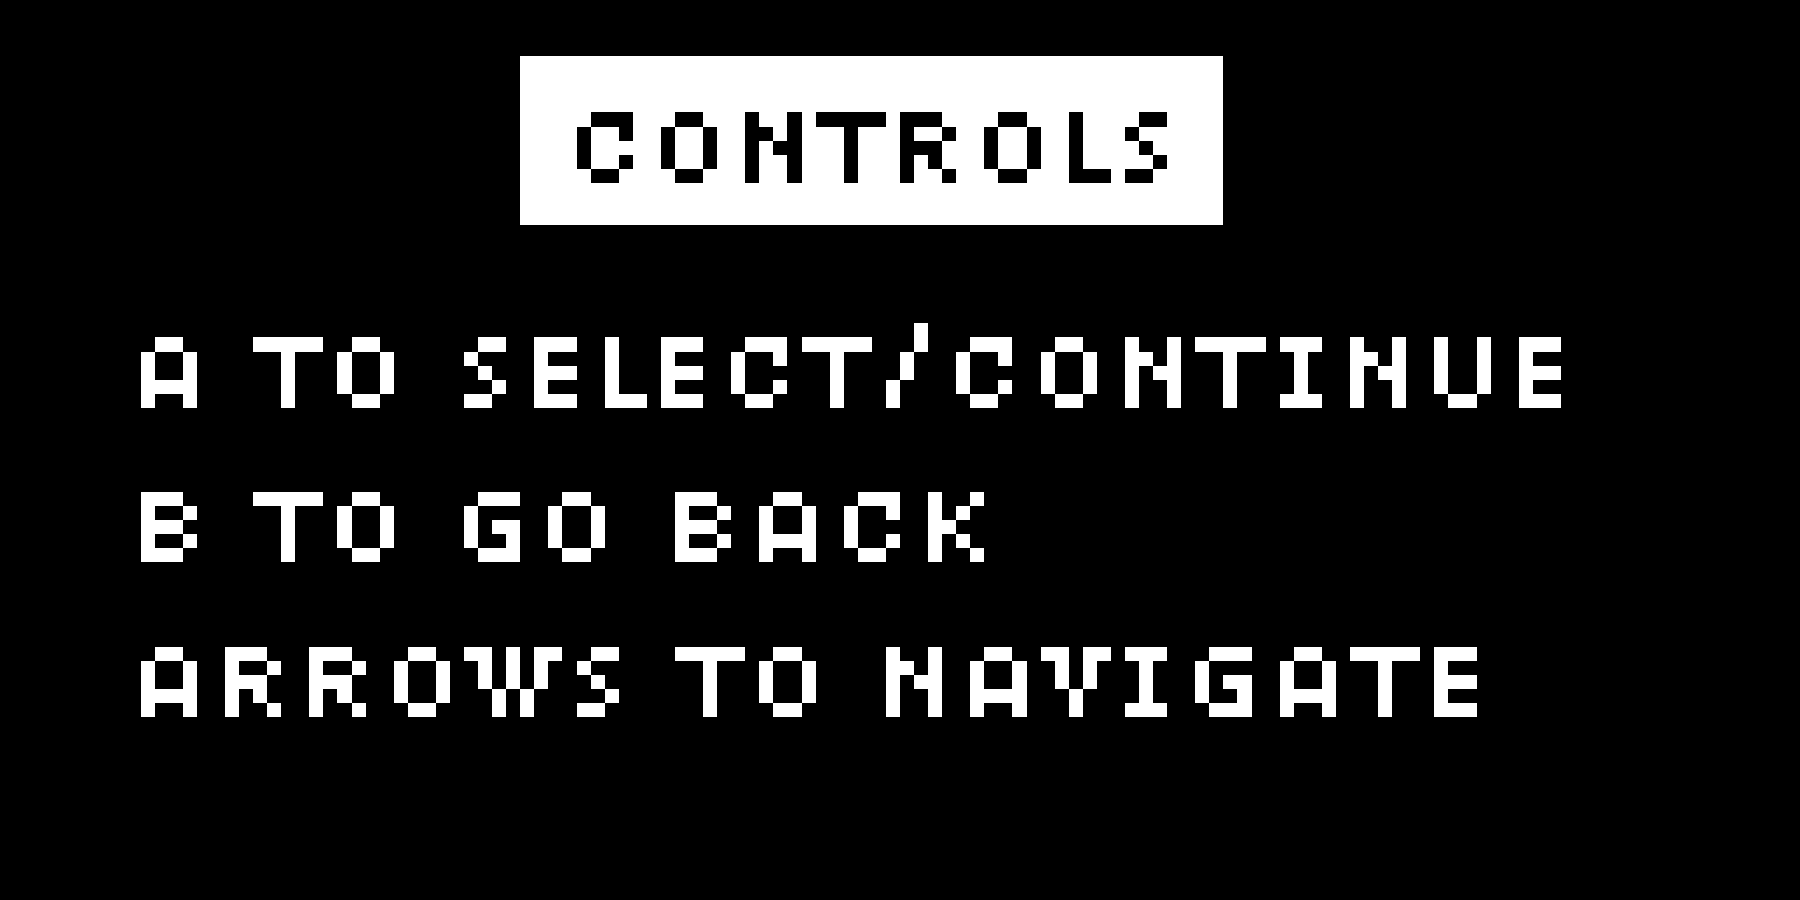 CONTROLS
A TO SELECT/CONTINUE
B TO GO BACK
ARROWS TO NAVIGATE